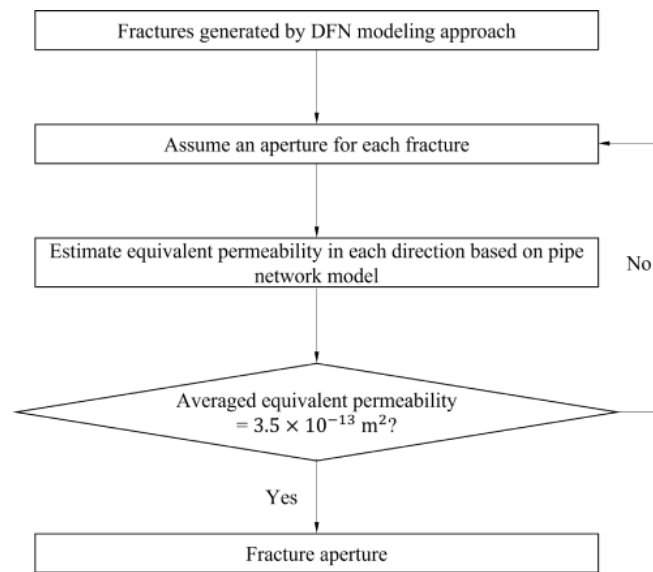 Fractures generated by DFN modeling approach
Assume an aperture for each fracture
Estimate equivalent permeability in each direction based on pipe
network model
No
Averaged equivalent permeability
= 3.5 × 10⁻¹³ m²?
Yes
Fracture aperture